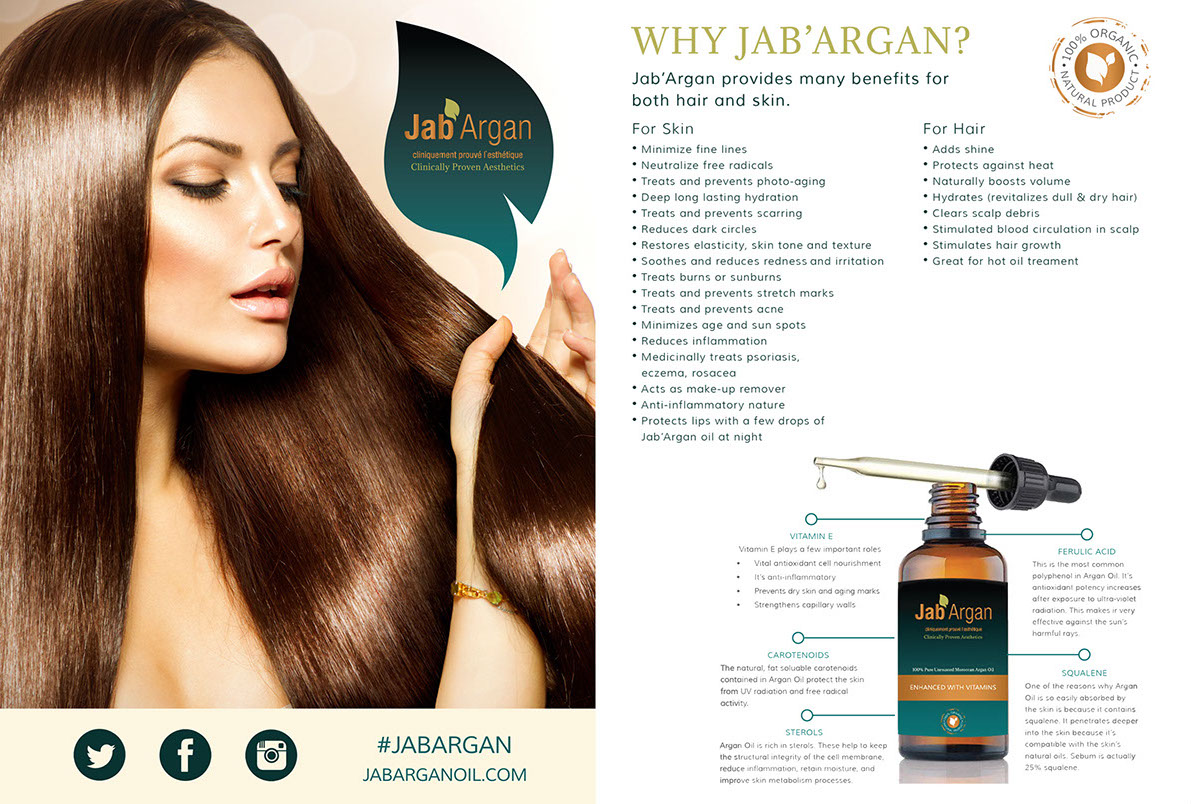 Jab'Argan
cliniquement prouvé l'esthétique
Clinically Proven Aesthetics
#JABARGAN
JABARGANOIL.COM
WHY JAB'ARGAN?
Jab'Argan provides many benefits for
both hair and skin.
100% ORGANIC
NATURAL PRODUCT
For Skin
• Minimize fine lines
• Neutralize free radicals
• Treats and prevents photo-aging
• Deep long lasting hydration
• Treats and prevents scarring
• Reduces dark circles
• Restores elasticity, skin tone and texture
• Soothes and reduces redness and irritation
• Treats burns or sunburns
• Treats and prevents stretch marks
• Treats and prevents acne
• Minimizes age and sun spots
• Reduces inflammation
• Medicinally treats psoriasis,
eczema, rosacea
• Acts as make-up remover
• Anti-inflammatory nature
• Protects lips with a few drops of
Jab'Argan oil at night
For Hair
• Adds shine
• Protects against heat
• Naturally boosts volume
• Hydrates (revitalizes dull & dry hair)
• Clears scalp debris
• Stimulated blood circulation in scalp
• Stimulates hair growth
• Great for hot oil treament
VITAMIN E
Vitamin E plays a few important roles
• Vital antioxidant cell nourishment
• It's anti-inflammatory
• Prevents dry skin and aging marks
• Strengthens capillary walls
CAROTENOIDS
The natural, fat soluable carotenoids
contained in Argan Oil protect the skin
from UV radiation and free radical
activity.
STEROLS
Argan Oil is rich in sterols. These help to keep
the structural integrity of the cell membrane,
reduce inflammation, retain moisture, and
improve skin metabolism processes.
Jab'Argan
cliniquement prouvé l'esthétique
Clinically Proven Aesthetics
100% Pure Unroasted Moroccan Argan Oil
ENHANCED WITH VITAMINS
FERULIC ACID
This is the most common
polyphenol in Argan Oil. It's
antioxidant potency increases
after exposure to ultra-violet
radiation. This makes ir very
effective against the sun's
harmful rays.
SQUALENE
One of the reasons why Argan
Oil is so easily absorbed by
the skin is because it contains
squalene. It penetrates deeper
into the skin because it's
compatible with the skin's
natural oils. Sebum is actually
25% squalene.